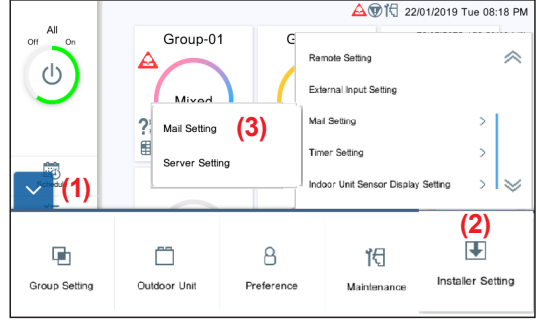 22/01/2019 Tue 08:18 PM
All
Off On
Group-01
G
Mixed
Remote Setting
External Input Setting
Mail Setting
Timer Setting
Indoor Unit Sensor Display Setting
Mail Setting
(3)
Server Setting
(1)
(2)
Group Setting
Outdoor Unit
Preference
Maintenance
Installer Setting